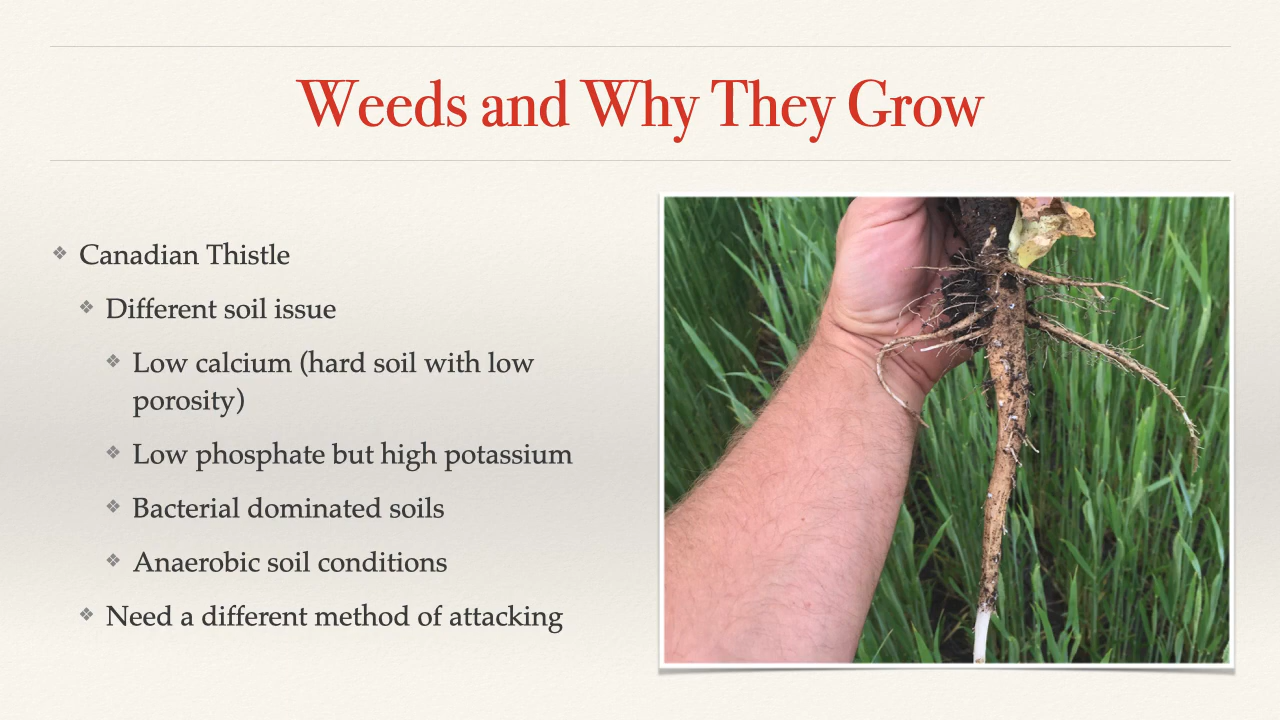 Weeds and Why They Grow
Canadian Thistle
Different soil issue
Low calcium (hard soil with low
porosity)
Low phosphate but high potassium
Bacterial dominated soils
Anaerobic soil conditions
Need a different method of attacking